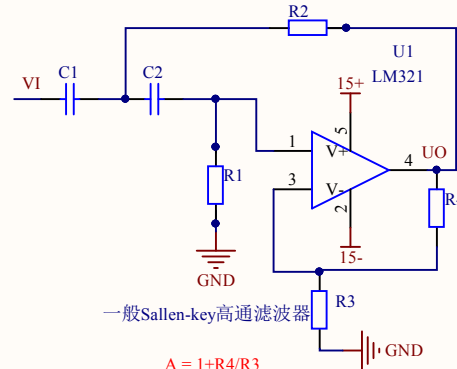 R2
U1
LM321
C1
C2
VI
15+
1
5
V+
4
UO
3
V-
2
R1
15-
GND
R3
一般Sallen-key高通滤波器
GND
A = 1+R4/R3